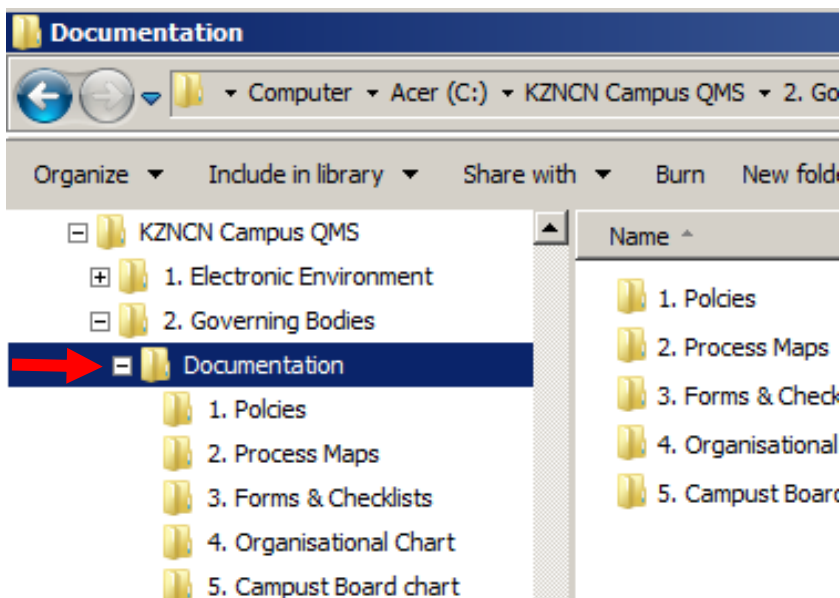 Documentation
Computer Acer (C:) KZNCN Campus QMS 2. Go
Organize Include in library Share with Burn New folde
KZNCN Campus QMS
1. Electronic Environment
2. Governing Bodies
Documentation
1. Polcies
2. Process Maps
3. Forms & Checklists
4. Organisational Chart
5. Campust Board chart
Name
1. Polcies
2. Process Maps
3. Forms & Check
4. Organisational
5. Campust Board